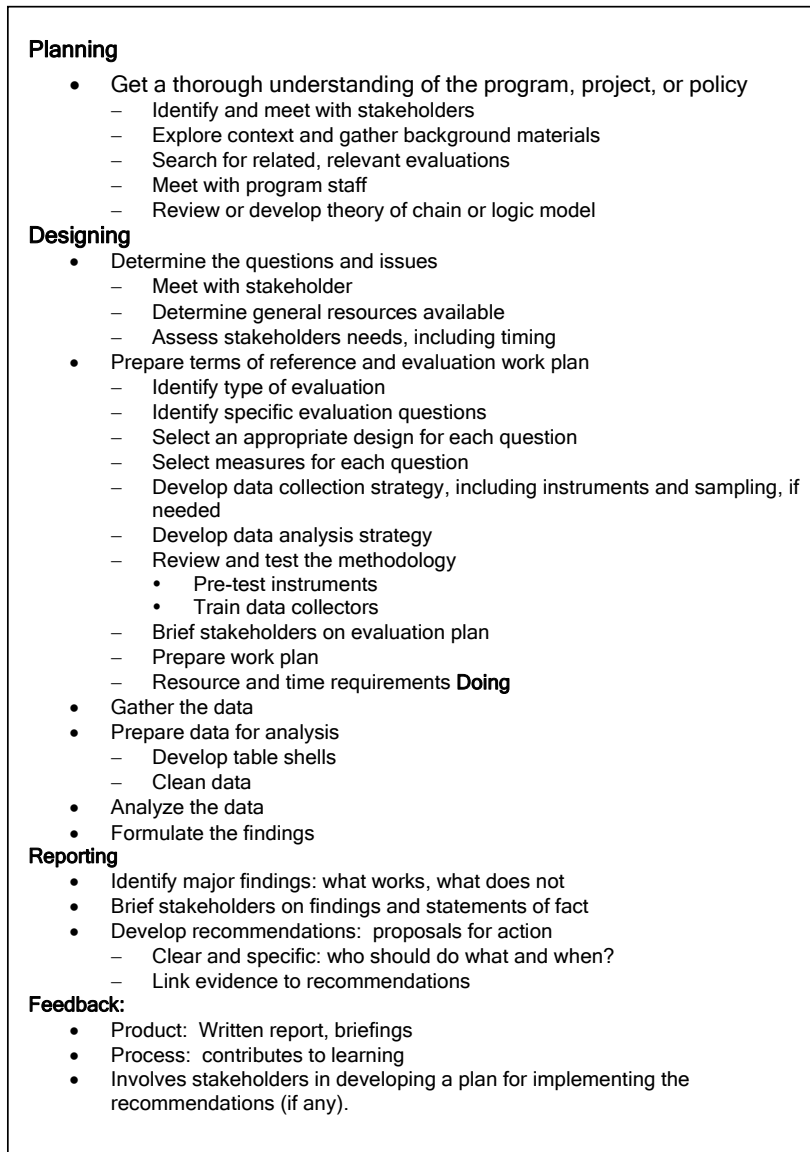 Planning
• Get a thorough understanding of the program, project, or policy
– Identify and meet with stakeholders
– Explore context and gather background materials
– Search for related, relevant evaluations
– Meet with program staff
– Review or develop theory of chain or logic model
Designing
• Determine the questions and issues
– Meet with stakeholder
– Determine general resources available
– Assess stakeholders needs, including timing
• Prepare terms of reference and evaluation work plan
– Identify type of evaluation
– Identify specific evaluation questions
– Select an appropriate design for each question
– Select measures for each question
– Develop data collection strategy, including instruments and sampling, if
needed
– Develop data analysis strategy
– Review and test the methodology
• Pre-test instruments
• Train data collectors
– Brief stakeholders on evaluation plan
– Prepare work plan
– Resource and time requirements Doing
• Gather the data
• Prepare data for analysis
– Develop table shells
– Clean data
• Analyze the data
• Formulate the findings
Reporting
• Identify major findings: what works, what does not
• Brief stakeholders on findings and statements of fact
• Develop recommendations: proposals for action
– Clear and specific: who should do what and when?
– Link evidence to recommendations
Feedback:
• Product: Written report, briefings
• Process: contributes to learning
• Involves stakeholders in developing a plan for implementing the
recommendations (if any).